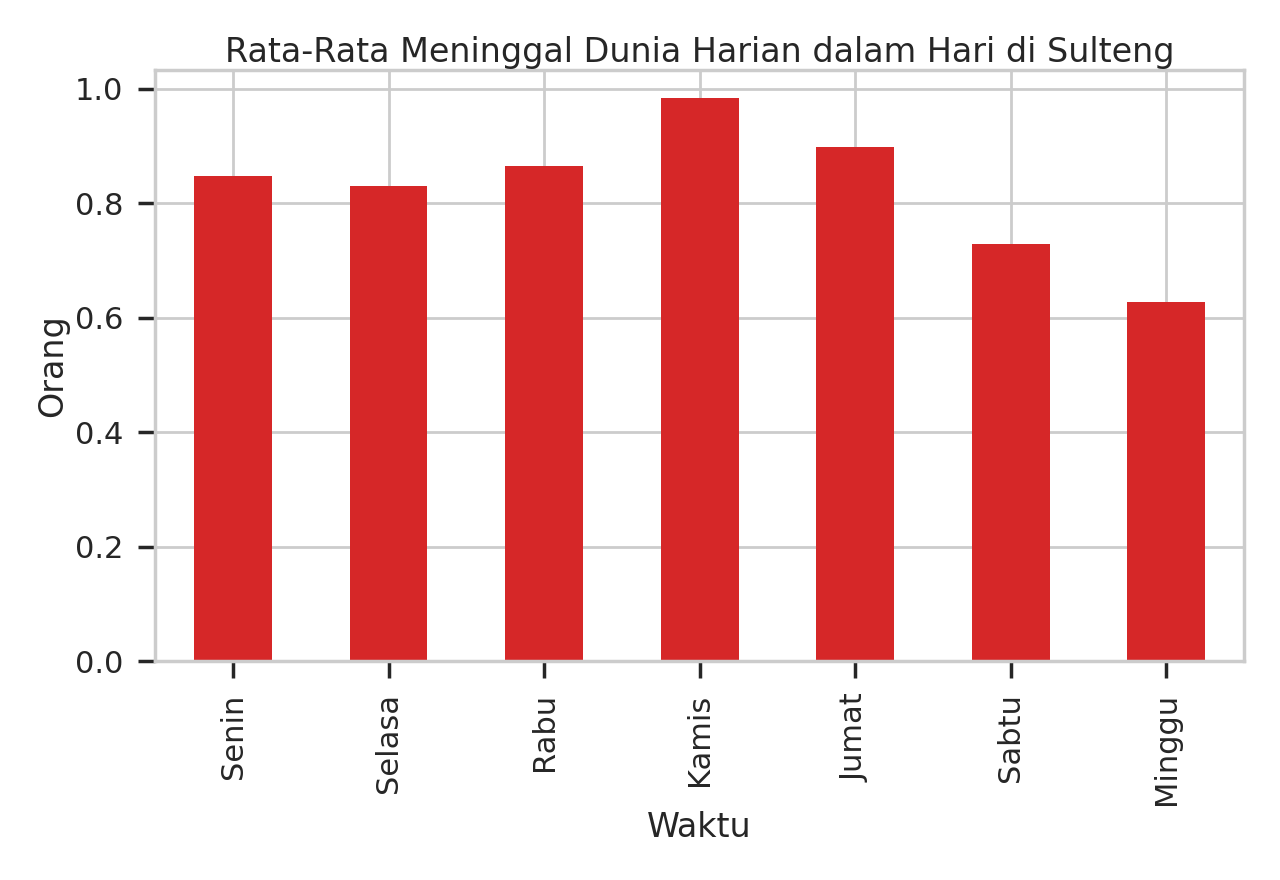 Rata-Rata Meninggal Dunia Harian dalam Hari di Sulteng
Orang
1.0
0.8
0.6
0.4
0.2
0.0
Senin
Selasa
Rabu
Kamis
Jumat
Sabtu
Minggu
Waktu